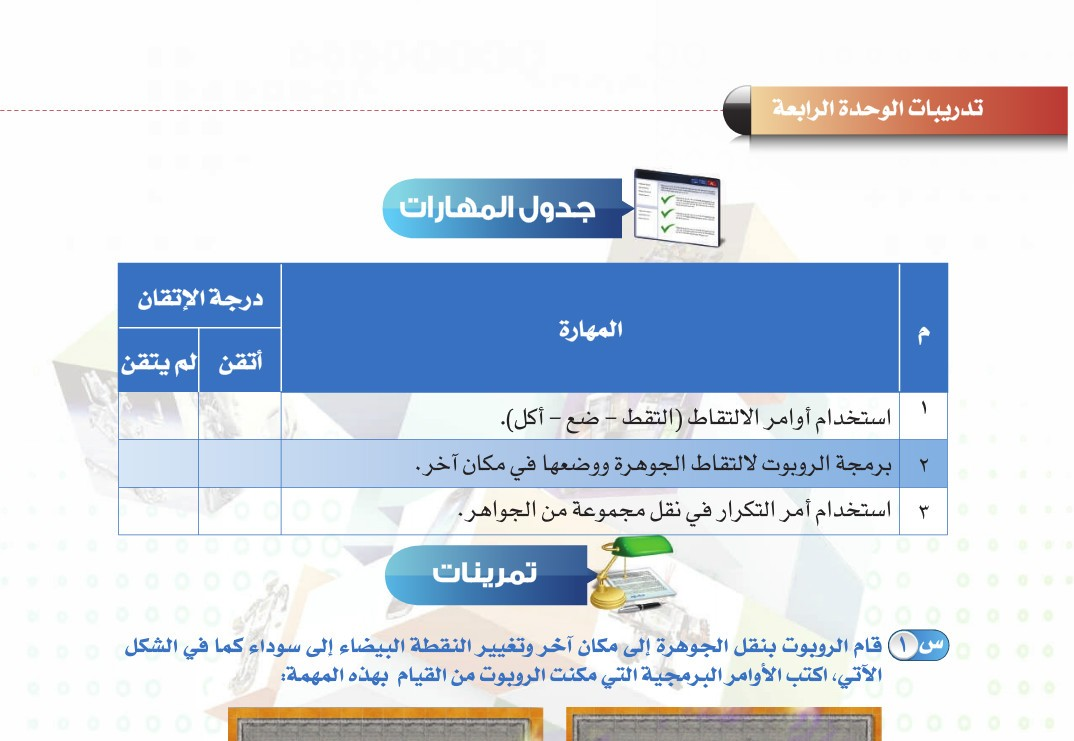 تدريبات الوحدة الرابعة
جدول المهارات
م
المهارة
درجة الإتقان
أتقن
لم يتقن
١ استخدام أوامر الالتقاط (التقط – ضع – أكل).
٢ برمجة الروبوت لالتقاط الجوهرة ووضعها في مكان آخر.
٣ استخدام أمر التكرار في نقل مجموعة من الجواهر.
تمرينات
س١ قام الروبوت بنقل الجوهرة إلى مكان آخر وتغيير النقطة البيضاء إلى سوداء كما في الشكل
الآتي، اكتب الأوامر البرمجية التي مكنت الروبوت من القيام بهذه المهمة: